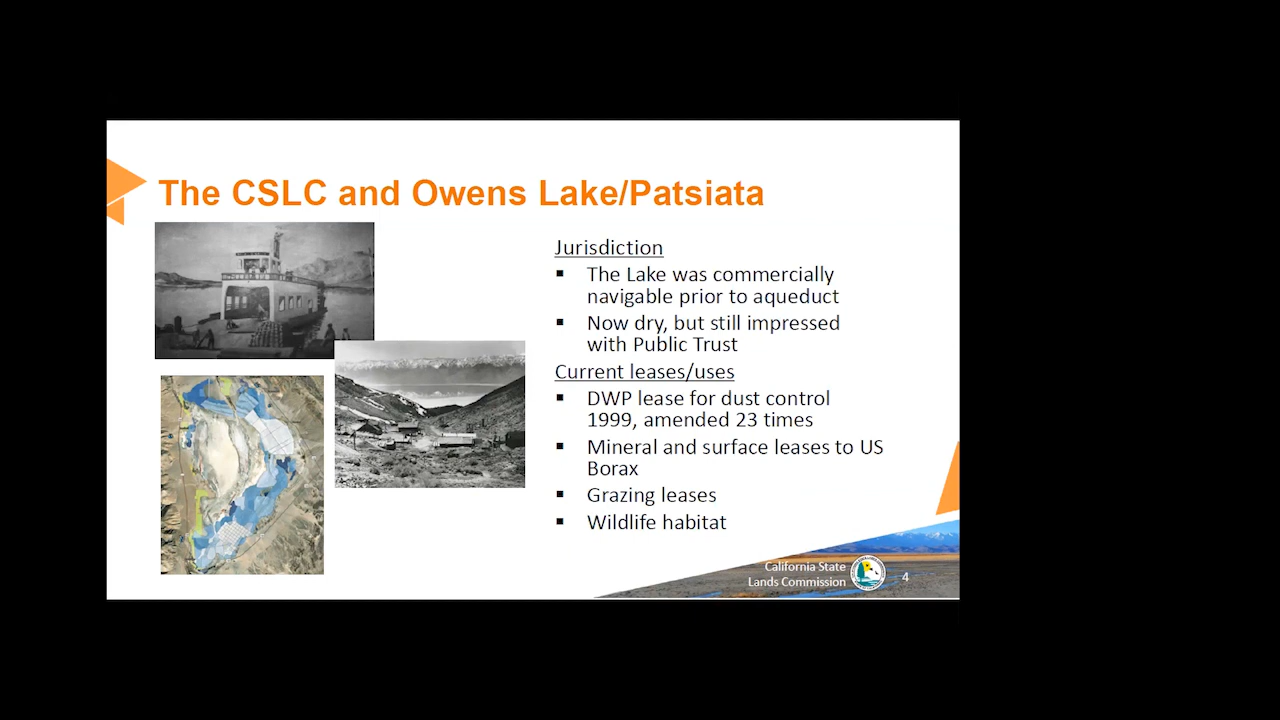 The CSLC and Owens Lake/Patsiata
Jurisdiction
▪ The Lake was commercially
navigable prior to aqueduct
▪ Now dry, but still impressed
with Public Trust
Current leases/uses
▪ DWP lease for dust control
1999, amended 23 times
▪ Mineral and surface leases to US
Borax
▪ Grazing leases
▪ Wildlife habitat
California State
Lands Commission
4